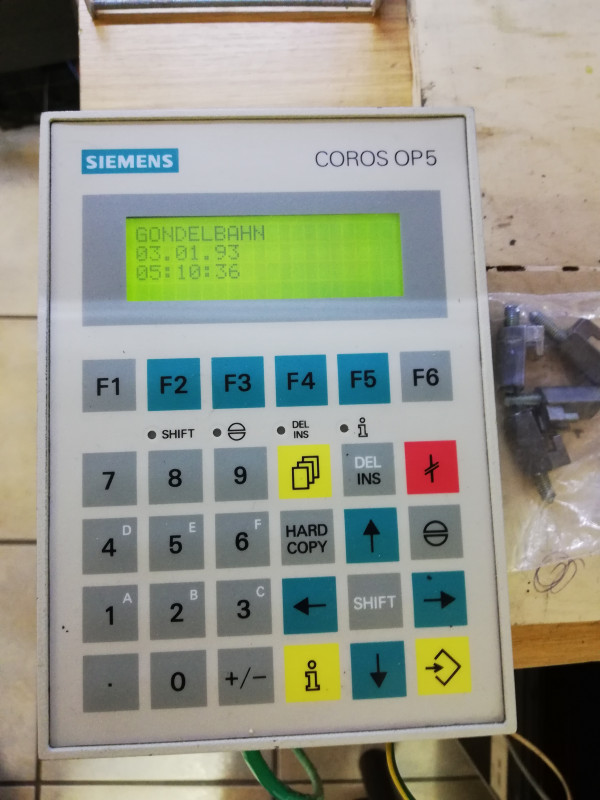 SIEMENS
COROS OP5
GONDELBAHN
03.01.93
05:10:36
F1 F2 F3 F4 F5 F6
SHIFT DEL INS i
7 8 9 DEL INS
4 D 5 E 6 F HARD COPY
1 A 2 B 3 C SHIFT
. 0 +/- i